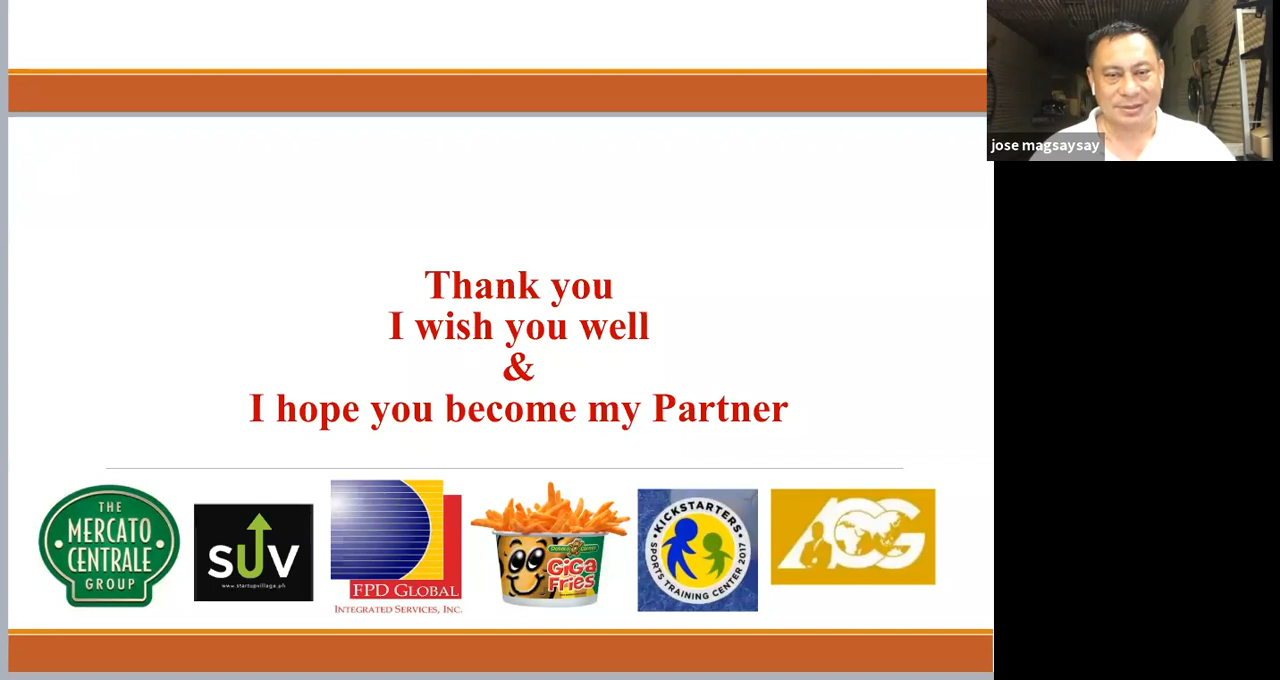 jose magsaysay
Thank you
I wish you well
&
I hope you become my Partner
THE
MERCATO
CENTRALE
GROUP
SUV
www.startupvillage.ph
FPD GLOBAL
INTEGRATED SERVICES, INC.
GiGa
Fries
KICKSTARTERS
SPORTS TRAINING CENTER 2017